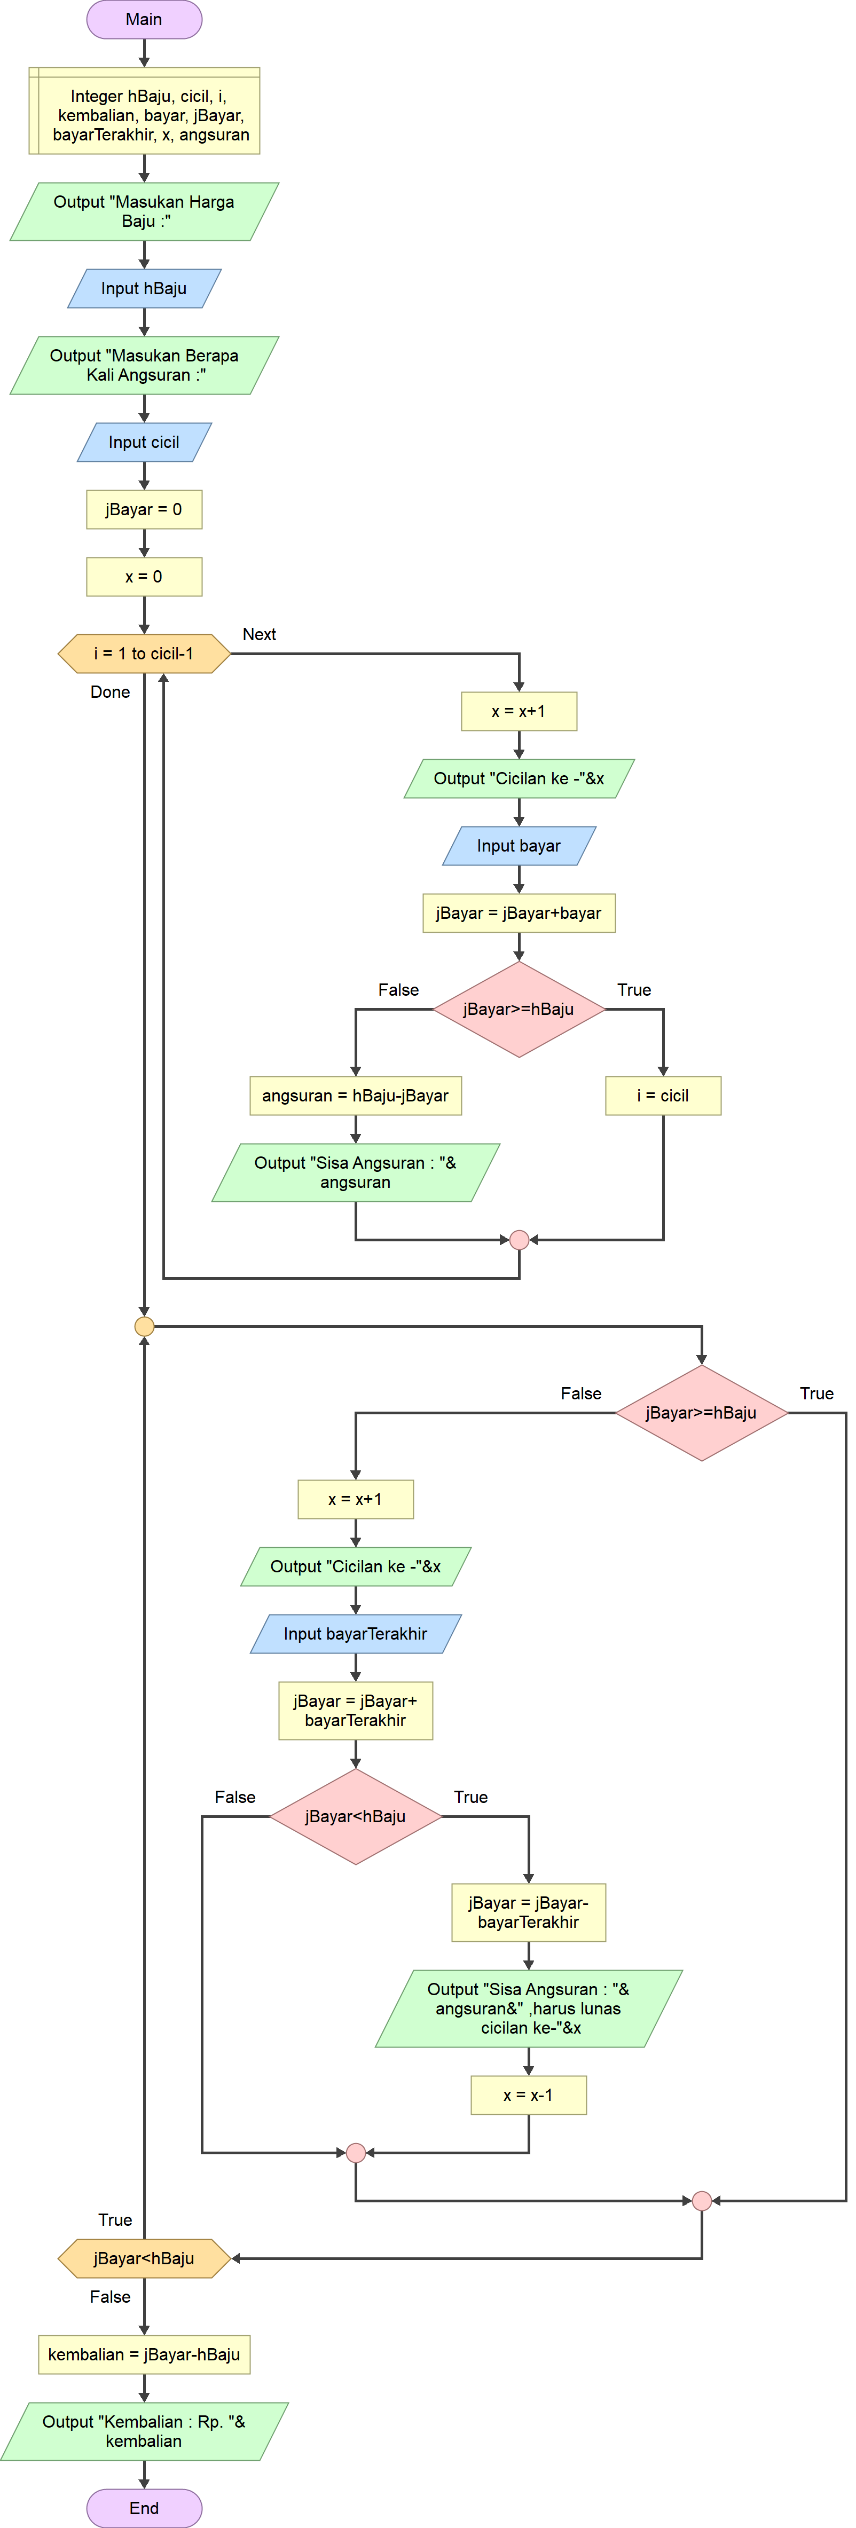 Main
Integer hBaju, cicil, i,
kembalian, bayar, jBayar,
bayarTerakhir, x, angsuran
Output "Masukan Harga
Baju :"
Input hBaju
Output "Masukan Berapa
Kali Angsuran :"
Input cicil
jBayar = 0
x = 0
i = 1 to cicil-1
Next
Done
x = x+1
Output "Cicilan ke -"&x
Input bayar
jBayar = jBayar+bayar
False
True
jBayar>=hBaju
angsuran = hBaju-jBayar
i = cicil
Output "Sisa Angsuran : "&
angsuran
False
True
jBayar>=hBaju
x = x+1
Output "Cicilan ke -"&x
Input bayarTerakhir
jBayar = jBayar+
bayarTerakhir
False
True
jBayar<hBaju
jBayar = jBayar-
bayarTerakhir
Output "Sisa Angsuran : "&
angsuran&" ,harus lunas
cicilan ke-"&x
x = x-1
True
jBayar<hBaju
False
kembalian = jBayar-hBaju
Output "Kembalian : Rp. "&
kembalian
End